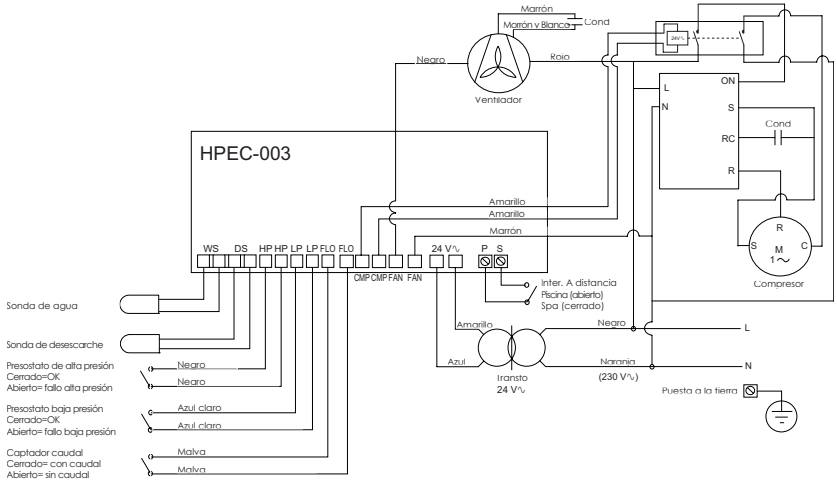 Marrón
Morrón y Blanco
Cond
24V∿
Negro
Rojo
Ventilador
L
N
ON
S
RC
R
Cond
HPEC-003
Amarillo
Amarillo
Marrón
R
S
M
1∿
C
Compresor
WS
DS
HP
HP
LP
LP
FLO
FLO
CMP
CMP
FAN
FAN
24 V∿
P
S
Inter. A distancia
Piscina (abierto)
Spa (cerrado)
Sonda de agua
Sonda de desescarche
Amarillo
Azul
Transfo
24 V∿
Negro
L
Naranja
N
(230 V∿)
Puesta a la tierra
Presostato de alta presión
Cerrado=OK
Abierto= fallo alta presión
Negro
Negro
Presostato baja presión
Cerrado=OK
Abierto= fallo baja presión
Azul claro
Azul claro
Captador caudal
Cerrado= con caudal
Abierto= sin caudal
Malva
Malva